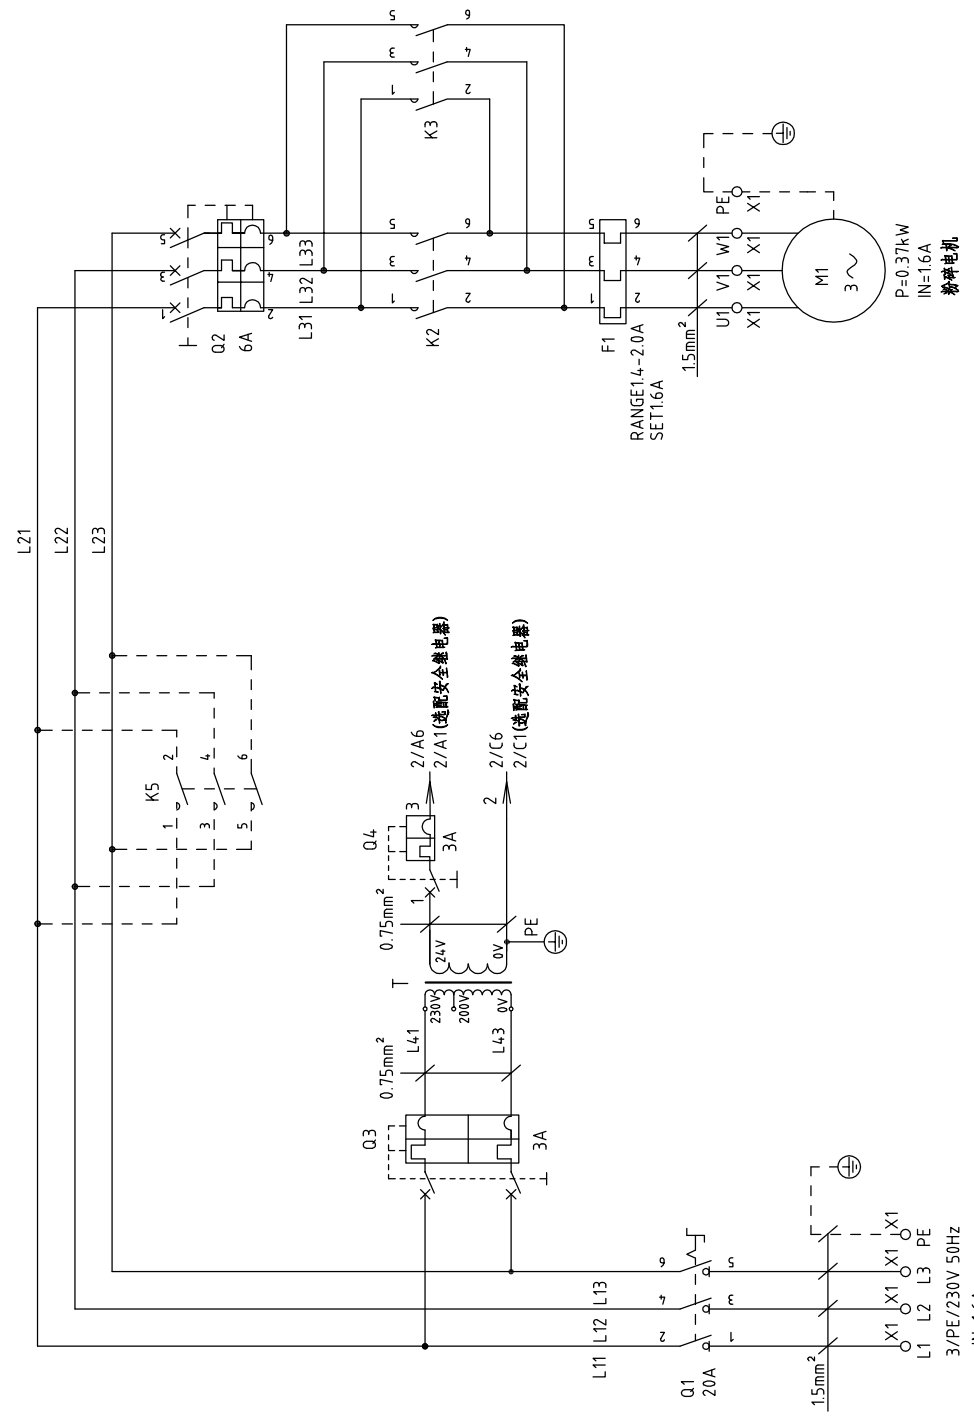 L21
L22
L23
K5
1
2
3
4
5
6
Q2
6A
1
2
3
4
5
6
L31
L32
L33
K2
1
2
3
4
5
6
K3
1
2
3
4
5
6
F1
1
2
3
4
5
6
RANGE1.4-2.0A
SET1.6A
1.5mm²
U1
V1
W1
PE
X1
X1
X1
X1
M1
3
P=0.37kW
IN=1.6A
粉碎电机
Q3
3A
0.75mm²
L41
L43
T
230V
200V
0V
24V
0V
PE
0.75mm²
Q4
1
3
3A
2
2/A6
2/A1(选配安全继电器)
2/C6
2/C1(选配安全继电器)
L11
L12
L13
Q1
20A
2
4
6
1
3
5
1.5mm²
X1
X1
X1
X1
L1
L2
L3
PE
3/PE/230V 50Hz